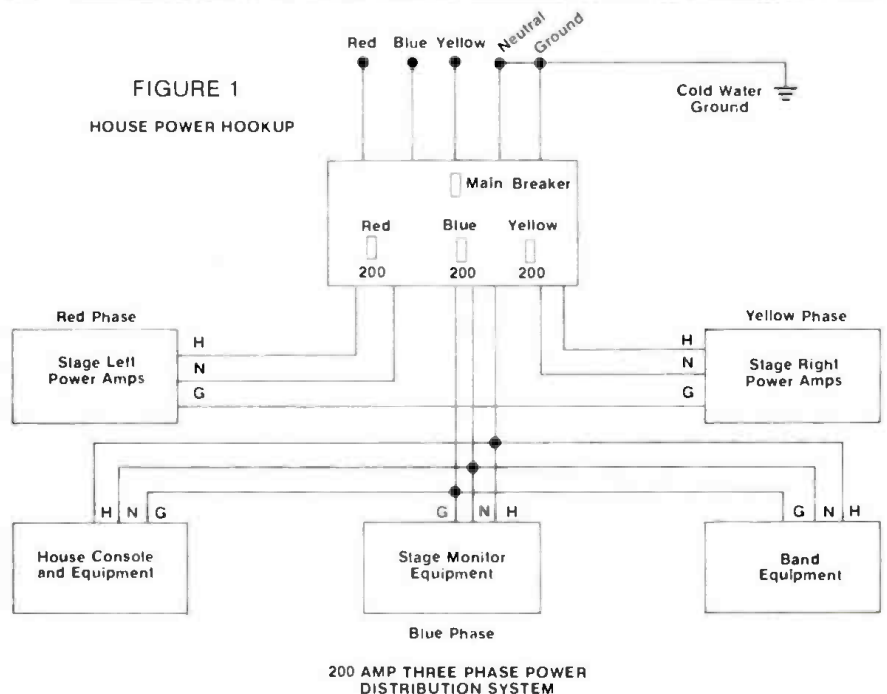 Red Blue Yellow Neutral Ground
FIGURE 1
HOUSE POWER HOOKUP
Cold Water
Ground
Main Breaker
Red Blue Yellow
200 200 200
Red Phase
Yellow Phase
Stage Left
Power Amps
H
N
G
H
N
G
Stage Right
Power Amps
H N G
G N H
G N H
House Console
and Equipment
Stage Monitor
Equipment
Band
Equipment
Blue Phase
200 AMP THREE PHASE POWER
DISTRIBUTION SYSTEM